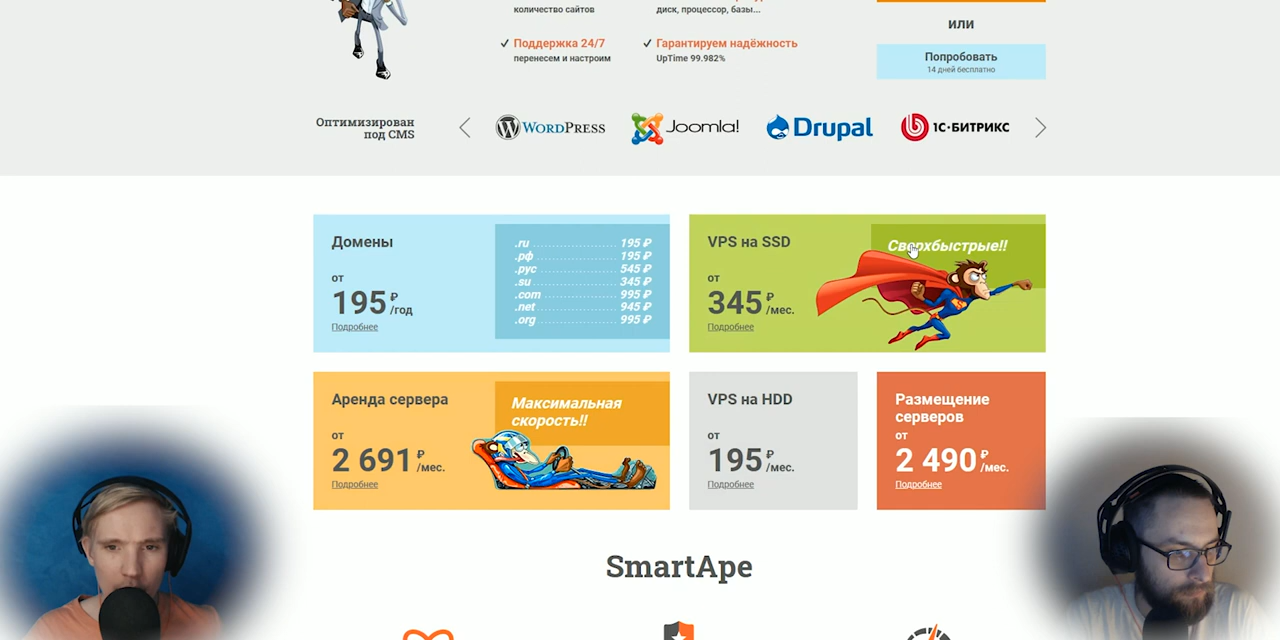 количество сайтов
диск, процессор, базы...
Поддержка 24/7
перенесем и настроим
Гарантируем надёжность
UpTime 99.982%
или
Попробовать
14 дней бесплатно
Оптимизирован
под CMS
WORDPRESS
Joomla!
Drupal
1С·БИТРИКС
Домены
от
195 ₽/год
Подробнее
.ru 195 ₽
.рф 195 ₽
.рус 545 ₽
.su 345 ₽
.com 995 ₽
.net 945 ₽
.org 995 ₽
VPS на SSD
от
345 ₽/мес.
Подробнее
Сверхбыстрые!!
Аренда сервера
от
2 691 ₽/мес.
Подробнее
Максимальная
скорость!!
VPS на HDD
от
195 ₽/мес.
Подробнее
Размещение
серверов
от
2 490 ₽/мес.
Подробнее
SmartApe